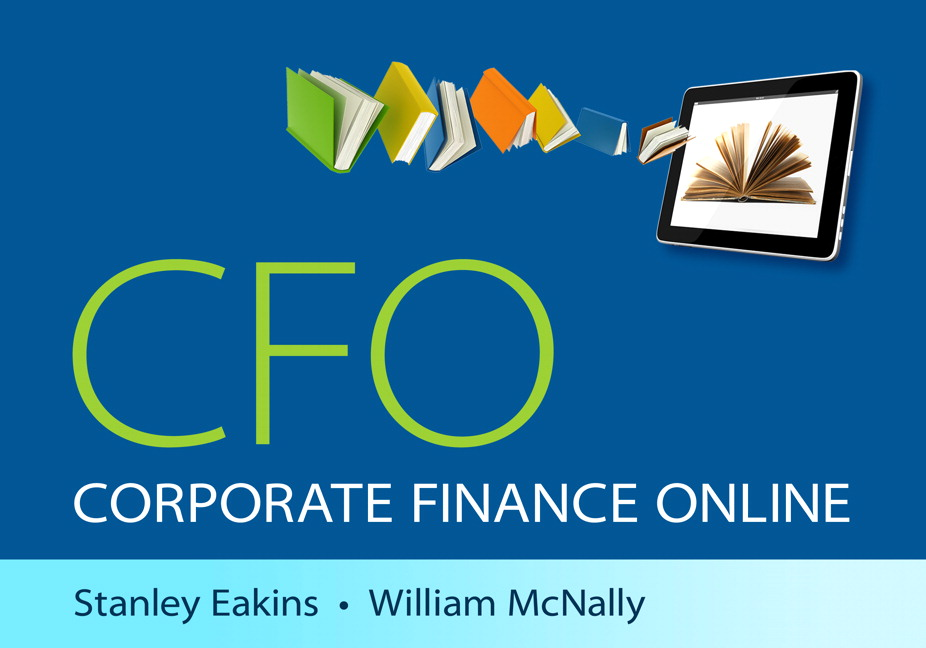 CFO
CORPORATE FINANCE ONLINE
Stanley Eakins • William McNally